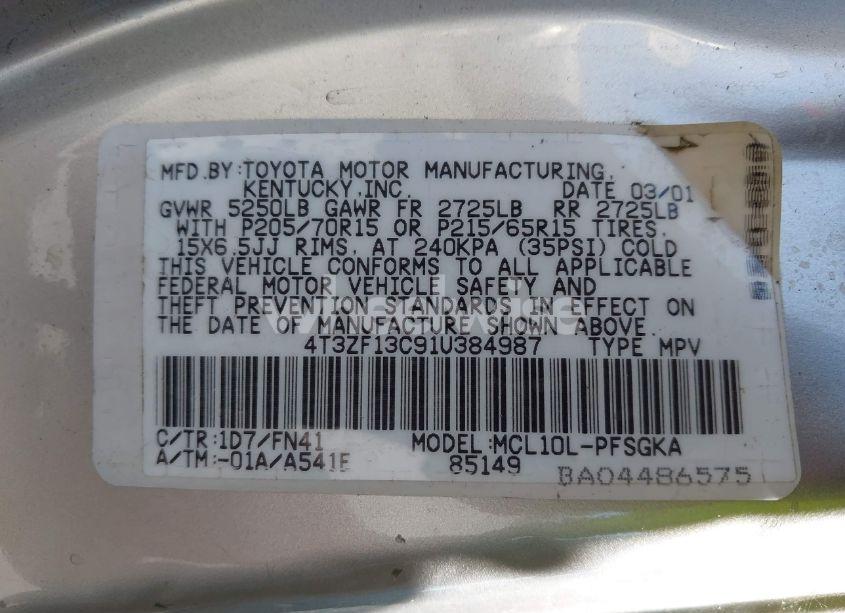 MFD.BY:TOYOTA MOTOR MANUFACTURING,
KENTUCKY,INC. DATE 03/01
GVWR 5250LB GAWR FR 2725LB RR 2725LB
WITH P205/70R15 OR P215/65R15 TIRES,
15X6.5JJ RIMS, AT 240KPA (35PSI) COLD
THIS VEHICLE CONFORMS TO ALL APPLICABLE
FEDERAL MOTOR VEHICLE SAFETY AND
THEFT PREVENTION STANDARDS IN EFFECT ON
THE DATE OF MANUFACTURE SHOWN ABOVE.
4T3ZF13C91U384987 TYPE MPV
C/TR:1D7/FN41 MODEL:MCL10L-PFSGKA
A/TM:-01A/A541E 85149
BA04486575